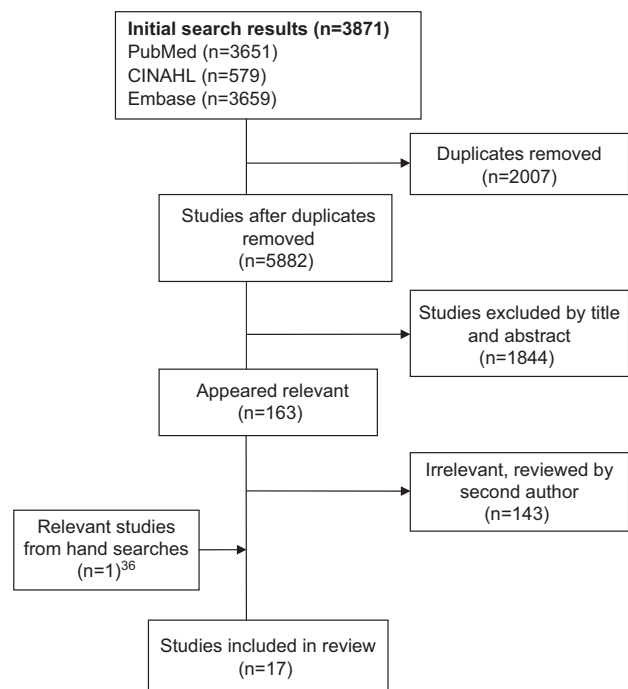 Initial search results (n=3871)
PubMed (n=3651)
CINAHL (n=579)
Embase (n=3659)
Duplicates removed
(n=2007)
Studies after duplicates
removed
(n=5882)
Studies excluded by title
and abstract
(n=1844)
Appeared relevant
(n=163)
Irrelevant, reviewed by
second author
(n=143)
Relevant studies
from hand searches
(n=1)36
Studies included in review
(n=17)